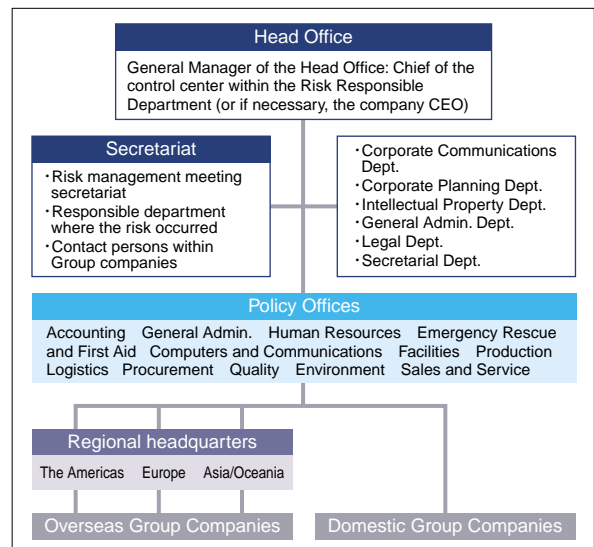 Head Office
General Manager of the Head Office: Chief of the
control center within the Risk Responsible
Department (or if necessary, the company CEO)
Secretariat
・Risk management meeting
secretariat
・Responsible department
where the risk occurred
・Contact persons within
Group companies
・Corporate Communications
Dept.
・Corporate Planning Dept.
・Intellectual Property Dept.
・General Admin. Dept.
・Legal Dept.
・Secretarial Dept.
Policy Offices
Accounting General Admin. Human Resources Emergency Rescue
and First Aid Computers and Communications Facilities Production
Logistics Procurement Quality Environment Sales and Service
Regional headquarters
The Americas Europe Asia/Oceania
Overseas Group Companies
Domestic Group Companies